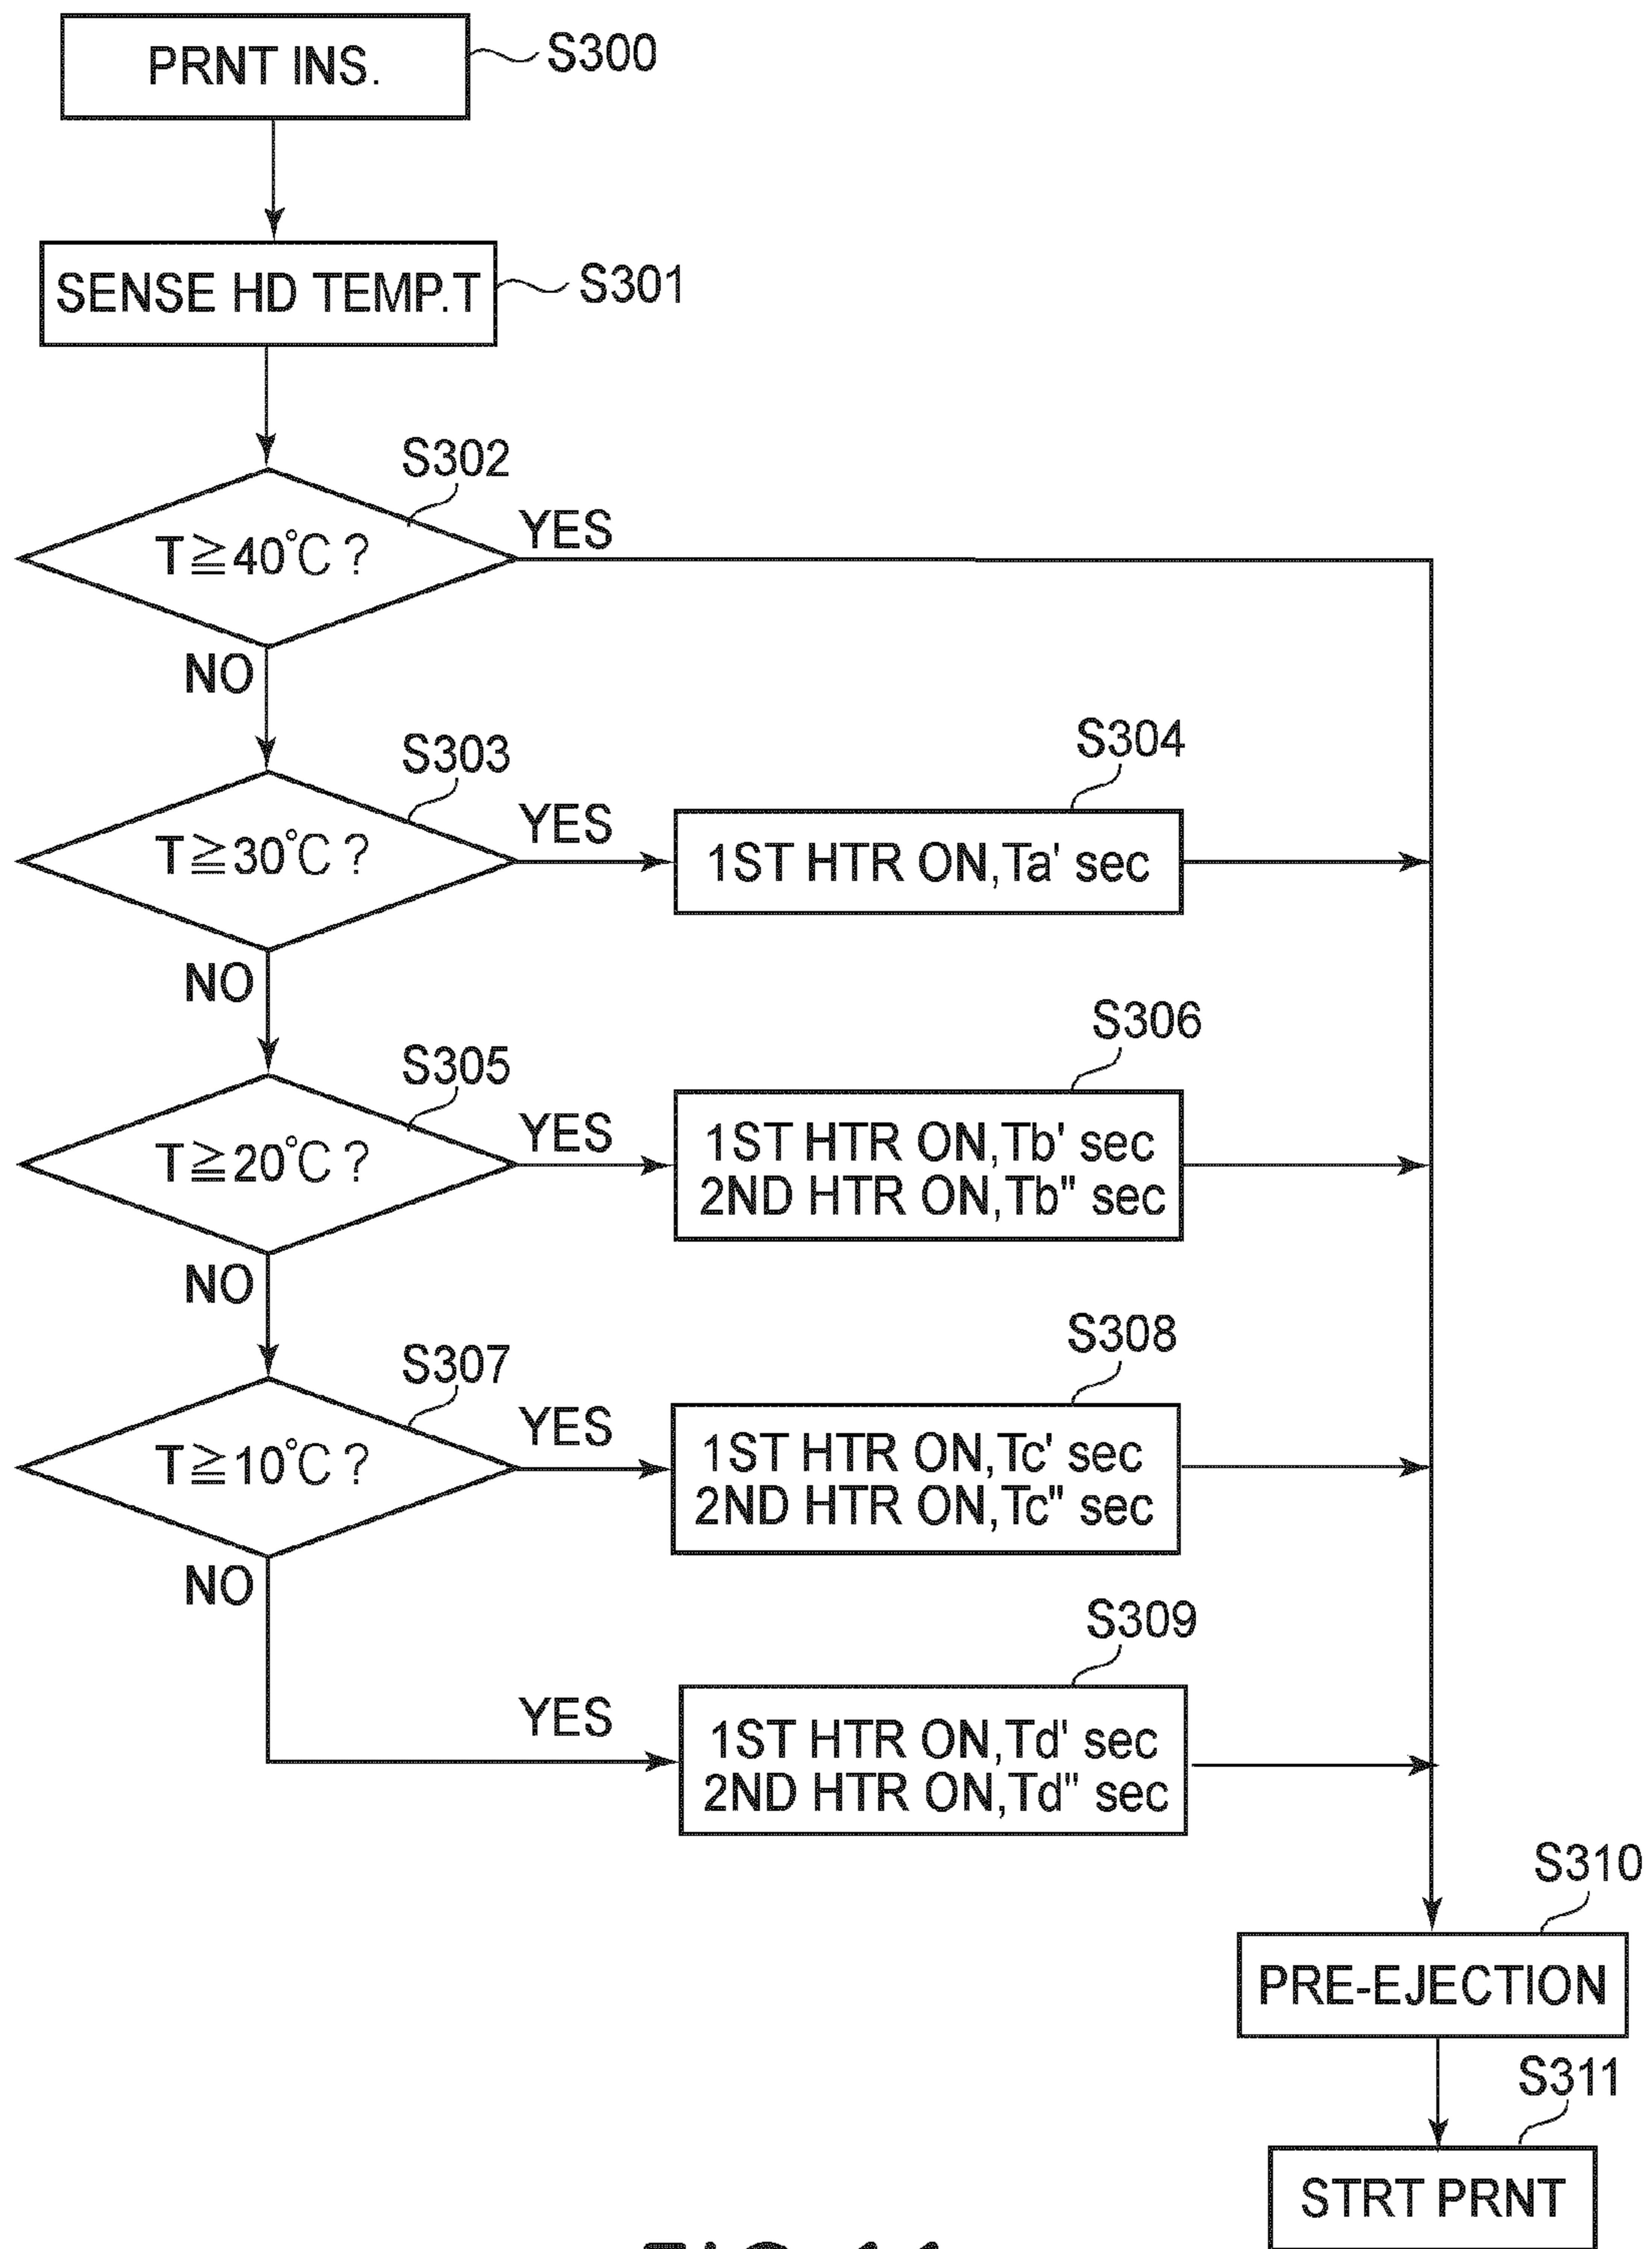 PRNT INS.
S300
SENSE HD TEMP.T
S301
S302
T≧40°C ?
YES
NO
S303
T≧30°C ?
YES
S304
1ST HTR ON,Ta' sec
NO
S305
T≧20°C ?
YES
S306
1ST HTR ON,Tb' sec
2ND HTR ON,Tb" sec
NO
S307
T≧10°C ?
YES
S308
1ST HTR ON,Tc' sec
2ND HTR ON,Tc" sec
NO
YES
S309
1ST HTR ON,Td' sec
2ND HTR ON,Td" sec
S310
PRE-EJECTION
S311
STRT PRNT